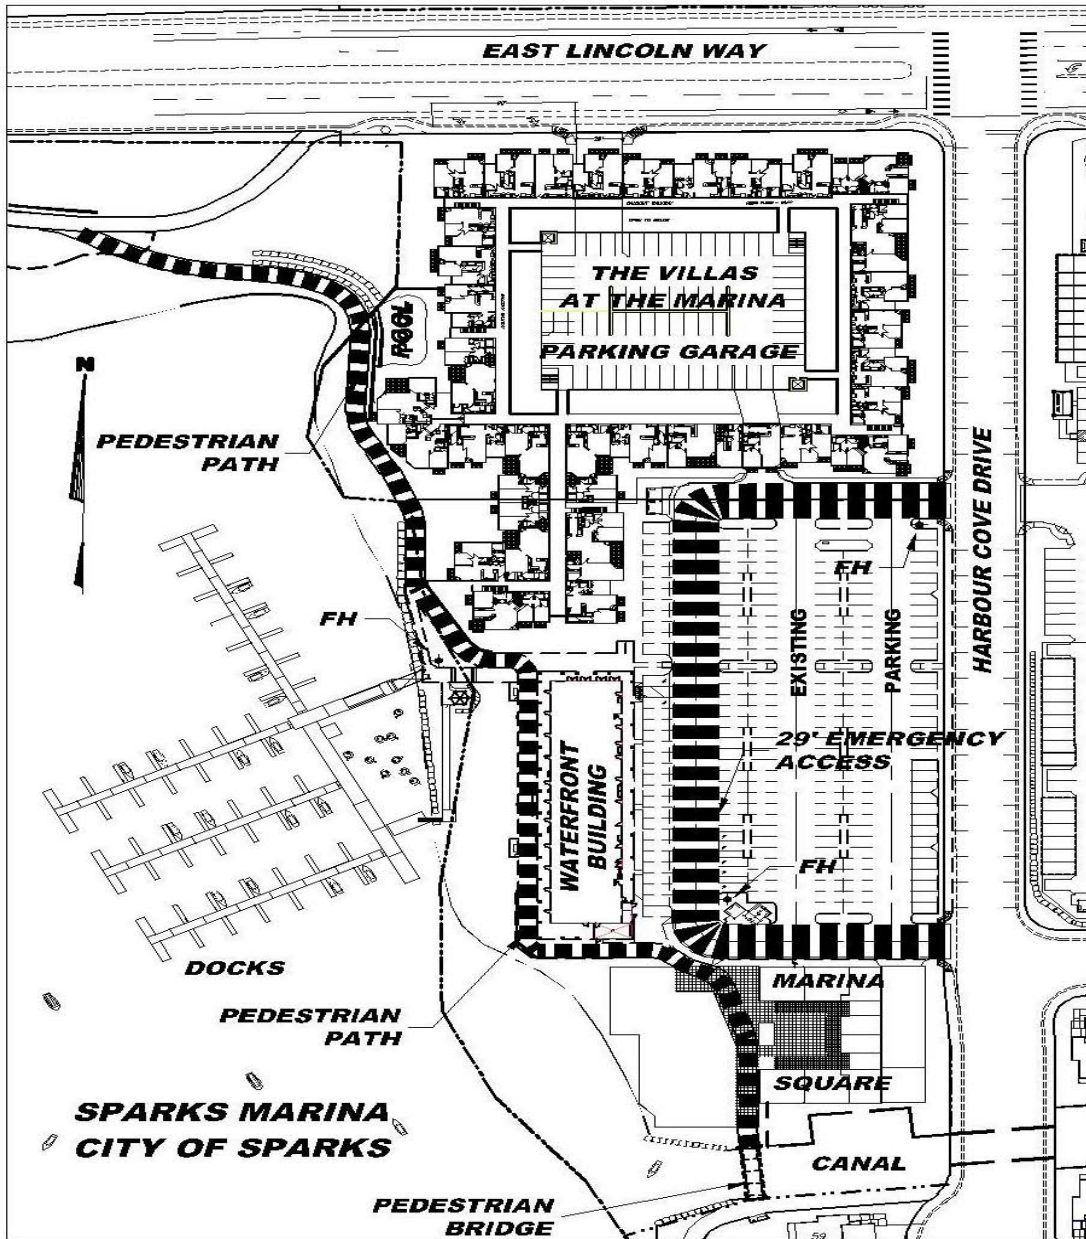 EAST LINCOLN WAY
THE VILLAS
AT THE MARINA
PARKING GARAGE
POOL
N
PEDESTRIAN
PATH
HARBOUR COVE DRIVE
FH
FH
EXISTING
PARKING
29' EMERGENCY
ACCESS
WATERFRONT
BUILDING
FH
DOCKS
MARINA
SQUARE
PEDESTRIAN
PATH
SPARKS MARINA
CITY OF SPARKS
CANAL
PEDESTRIAN
BRIDGE
59